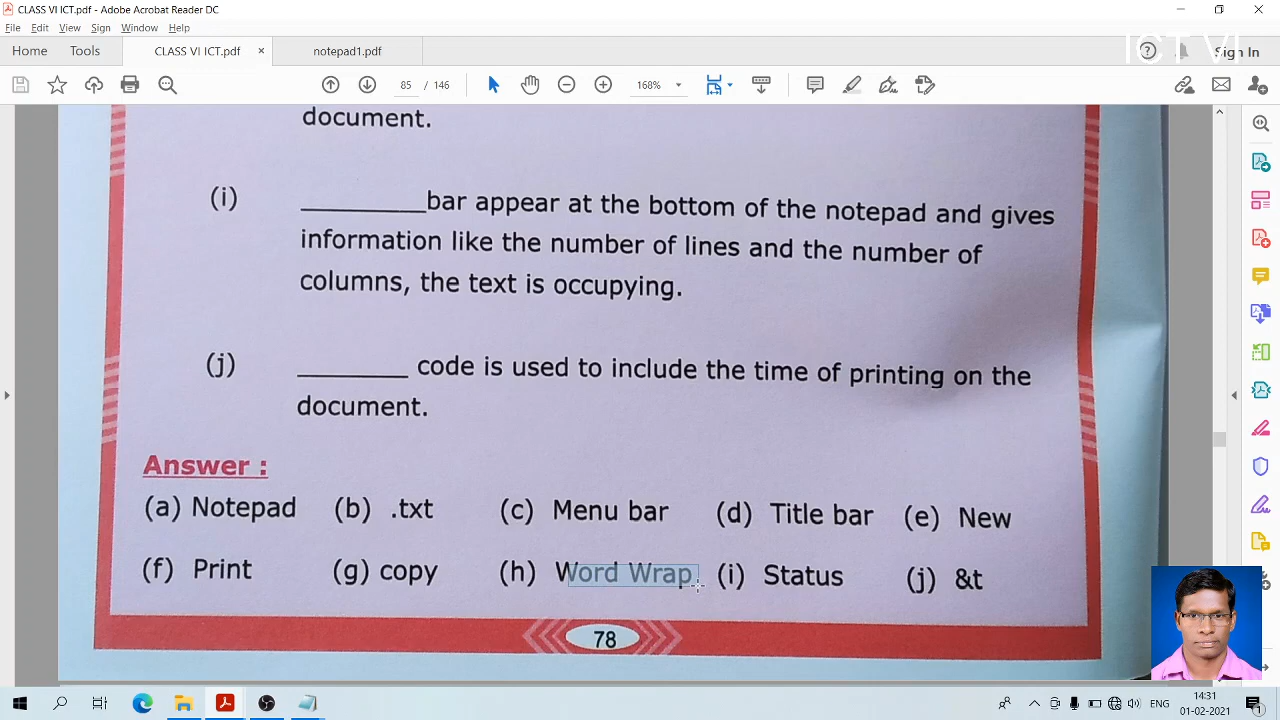 CLASS VI ICT.pdf - Adobe Acrobat Reader DC
File Edit View Sign Window Help
Home Tools CLASS VI ICT.pdf × notepad1.pdf
ICT VI
Sign In
85 / 146
168%
document.
(i) _________bar appear at the bottom of the notepad and gives
information like the number of lines and the number of
columns, the text is occupying.
(j) ________ code is used to include the time of printing on the
document.
Answer :
(a) Notepad (b) .txt (c) Menu bar (d) Title bar (e) New
(f) Print (g) copy (h) Word Wrap (i) Status (j) &t
78
ENG
14:31
01-02-2021